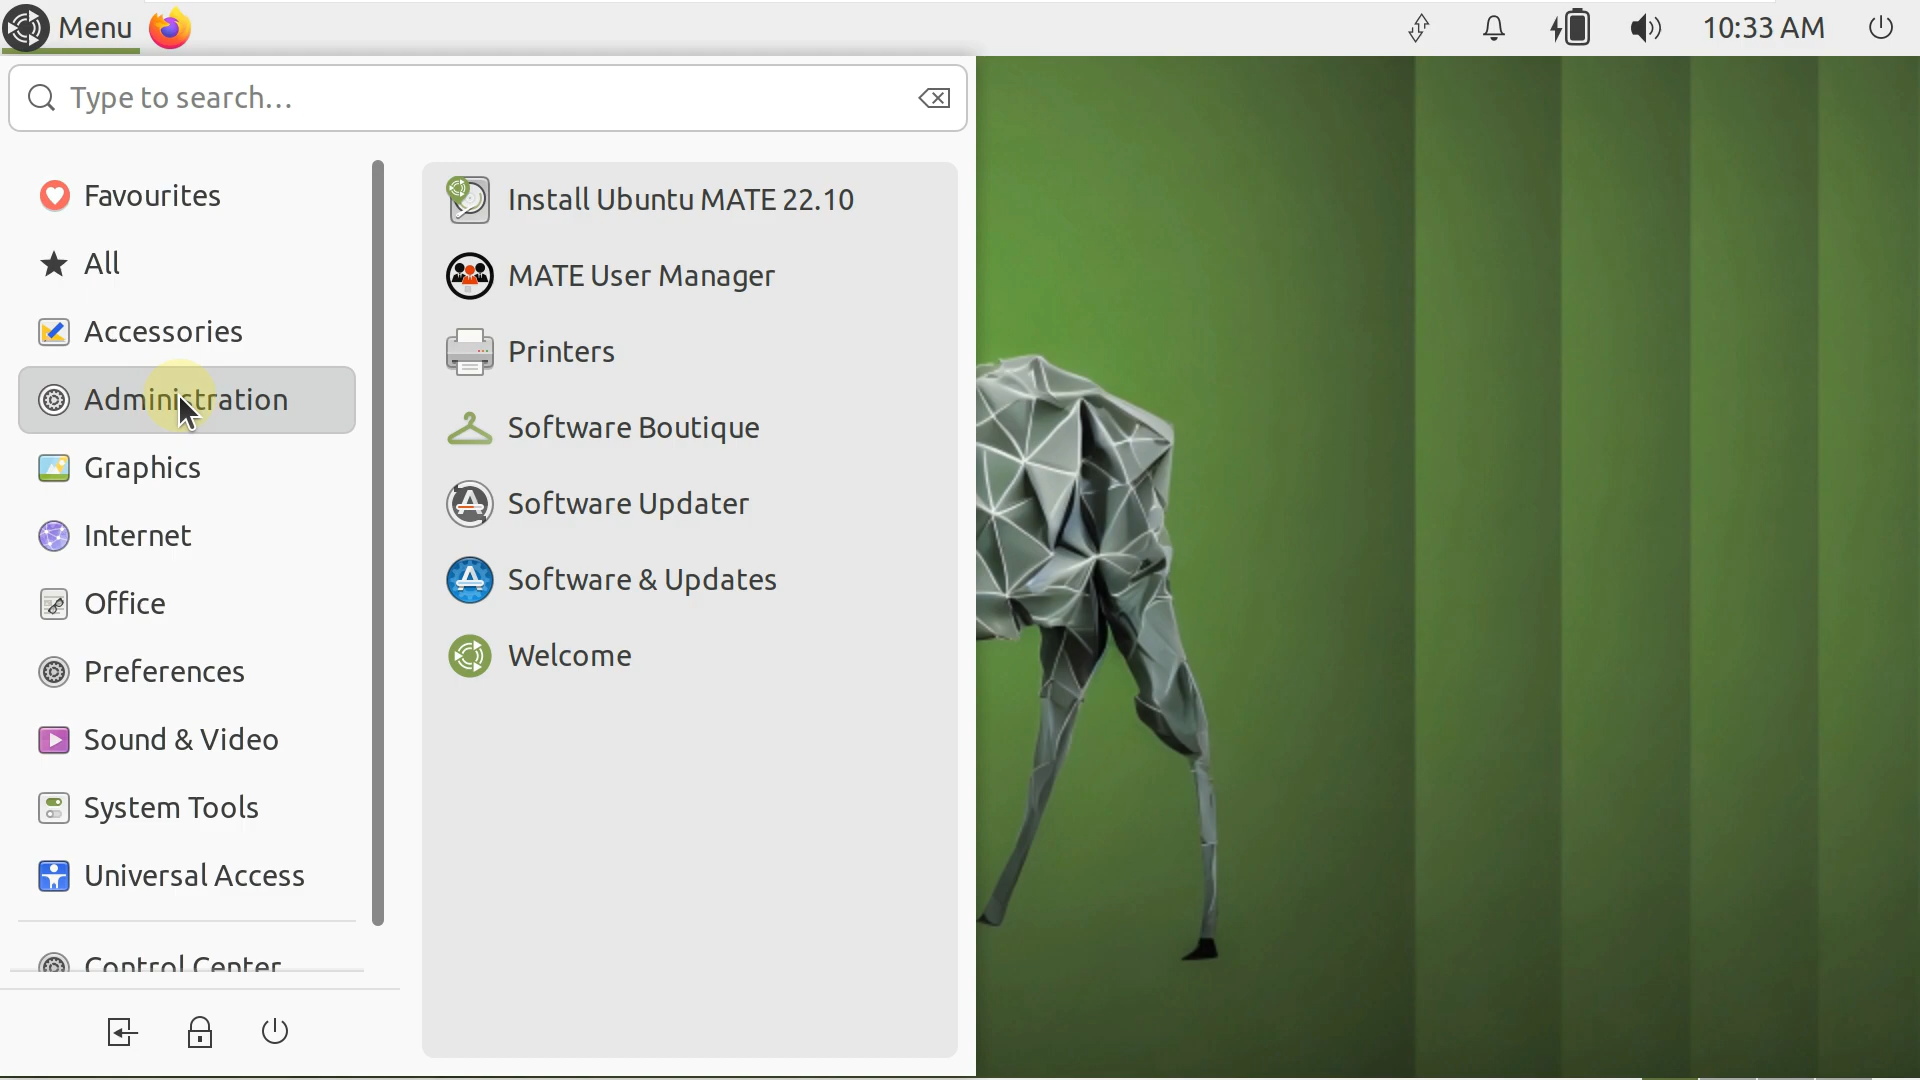 Menu
10:33 AM
Type to search...
Favourites
All
Accessories
Administration
Graphics
Internet
Office
Preferences
Sound & Video
System Tools
Universal Access
Control Center
Install Ubuntu MATE 22.10
MATE User Manager
Printers
Software Boutique
Software Updater
Software & Updates
Welcome